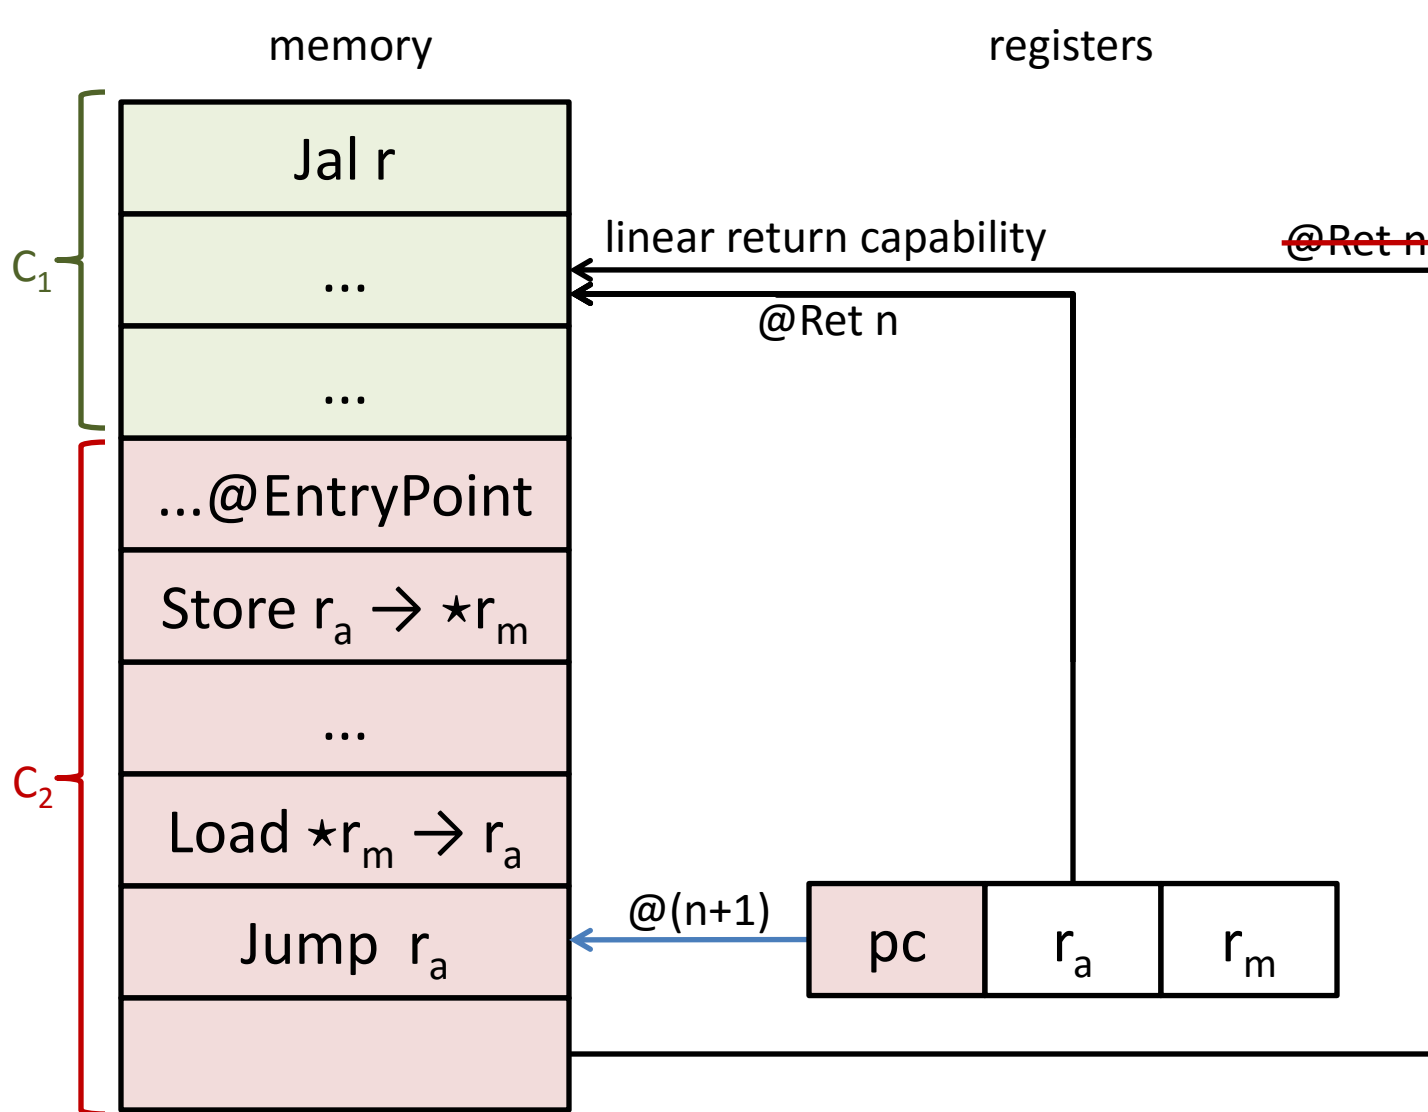 memory
registers
Jal r
linear return capability
@Ret n
C1
...
@Ret n
...
...@EntryPoint
Store ra → ★rm
...
C2
Load ★rm → ra
@(n+1)
Jump ra
pc
ra
rm